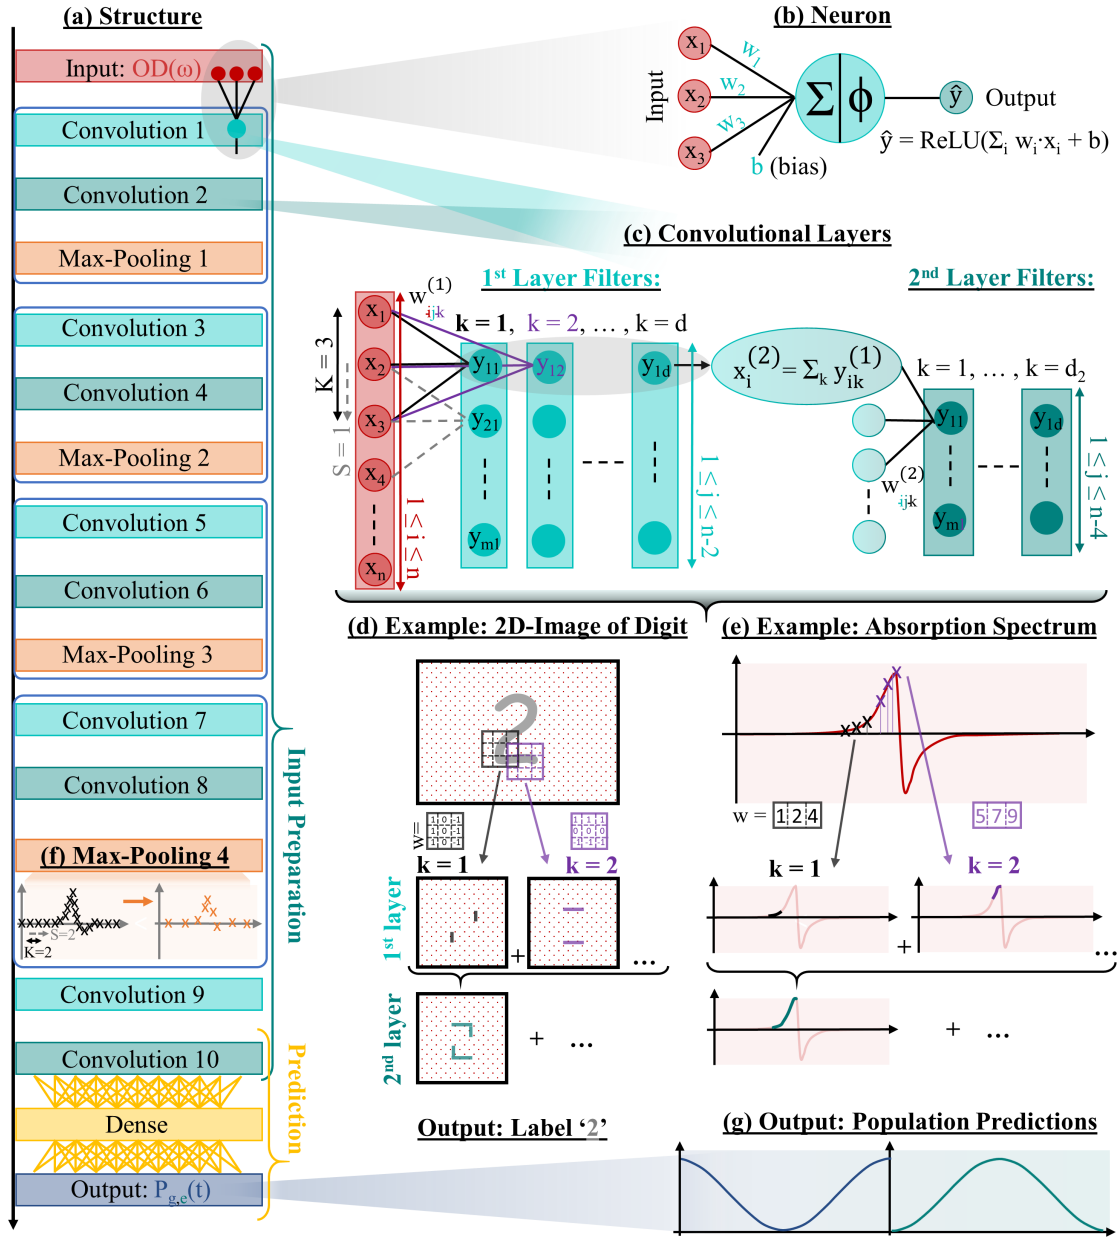 (a) Structure
Input: OD(ω)
Convolution 1
Convolution 2
Max-Pooling 1
Convolution 3
Convolution 4
Max-Pooling 2
Convolution 5
Convolution 6
Max-Pooling 3
Convolution 7
Convolution 8
(f) Max-Pooling 4
S=2
K=2
Convolution 9
Convolution 10
Dense
Output: P_g,e(t)
Input Preparation
Prediction
(b) Neuron
Input
x₁
x₂
x₃
w₁
w₂
w₃
b (bias)
Σ ϕ
ŷ Output
ŷ = ReLU(Σᵢ wᵢ·xᵢ + b)
(c) Convolutional Layers
1st Layer Filters:
w_ijk^(1)
k = 1, k = 2, … , k = d
K = 3
S = 1
x₁
x₂
x₃
x₄
xₙ
1 ≤ i ≤ n
y₁₁ y₁₂ y₁d
y₂₁
yₘ₁
1 ≤ j ≤ n-2
x_i^(2) = Σ_k y_ik^(1)
2nd Layer Filters:
k = 1, … , k = d₂
y₁₁ y₁d
w_ijk^(2)
yₘ
1 ≤ j ≤ n-4
(d) Example: 2D-Image of Digit
2
w=
1 0 -1
1 0 -1
1 0 -1
1 1 1
0 0 0
-1 -1 -1
k = 1 k = 2
1st layer
+ …
2nd layer
+ …
Output: Label ‘2’
(e) Example: Absorption Spectrum
w = 1 2 4
5 7 9
k = 1 k = 2
+ …
+ …
(g) Output: Population Predictions